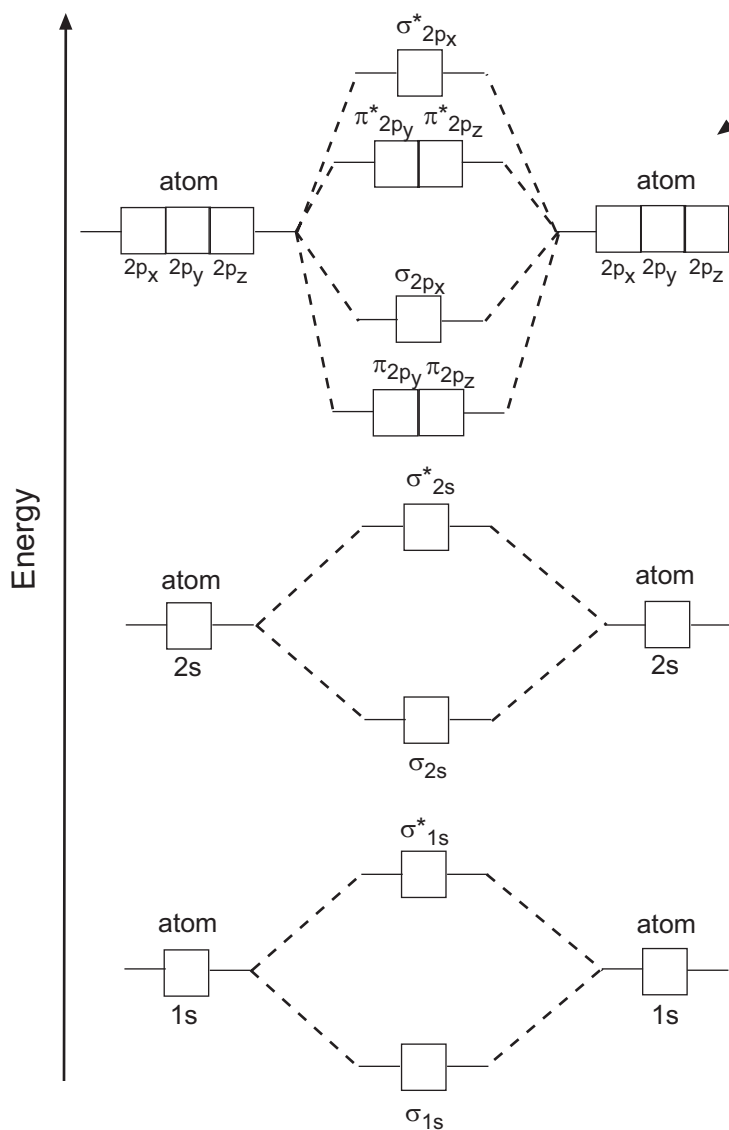 σ*2px
π*2py π*2pz
atom atom
2px 2py 2pz 2px 2py 2pz
σ2px
π2py π2pz
Energy
σ*2s
atom atom
2s 2s
σ2s
σ*1s
atom atom
1s 1s
σ1s